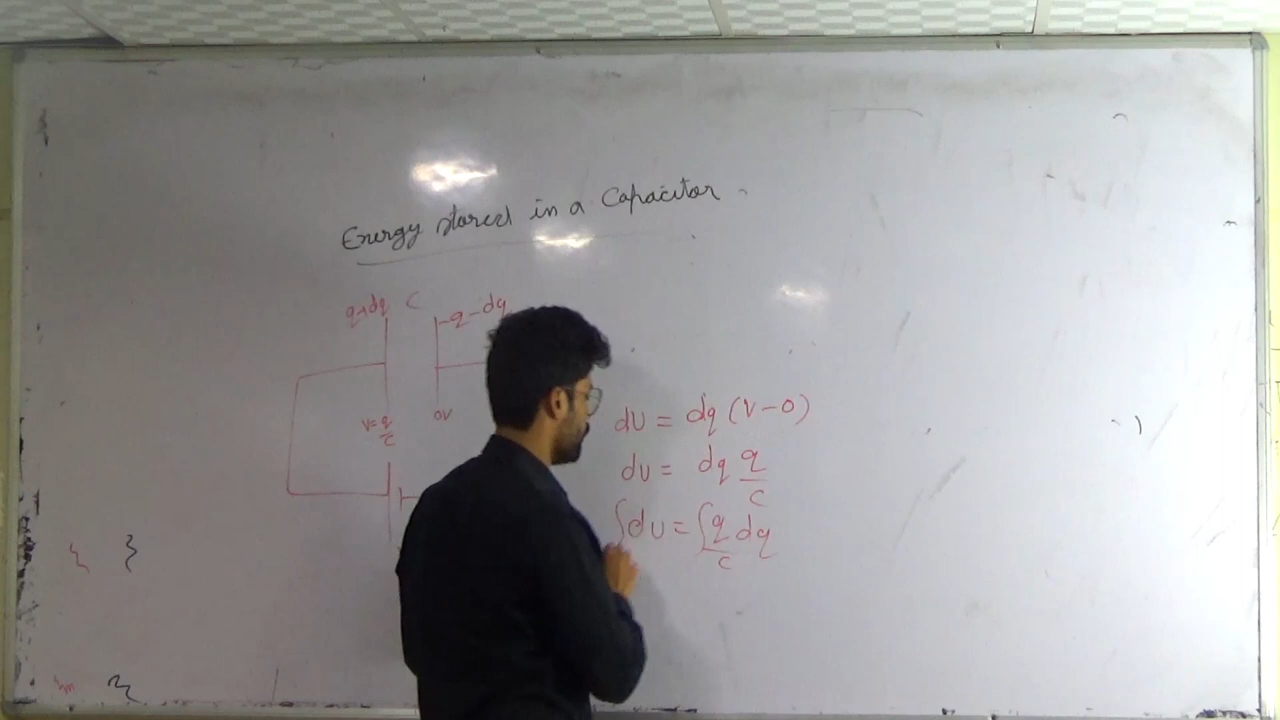 Energy stored in a Capacitor
q+dq C -q-dq
V=q/C 0V
dU = dq (V-0)
dU = dq q/C
∫dU = ∫q/C dq